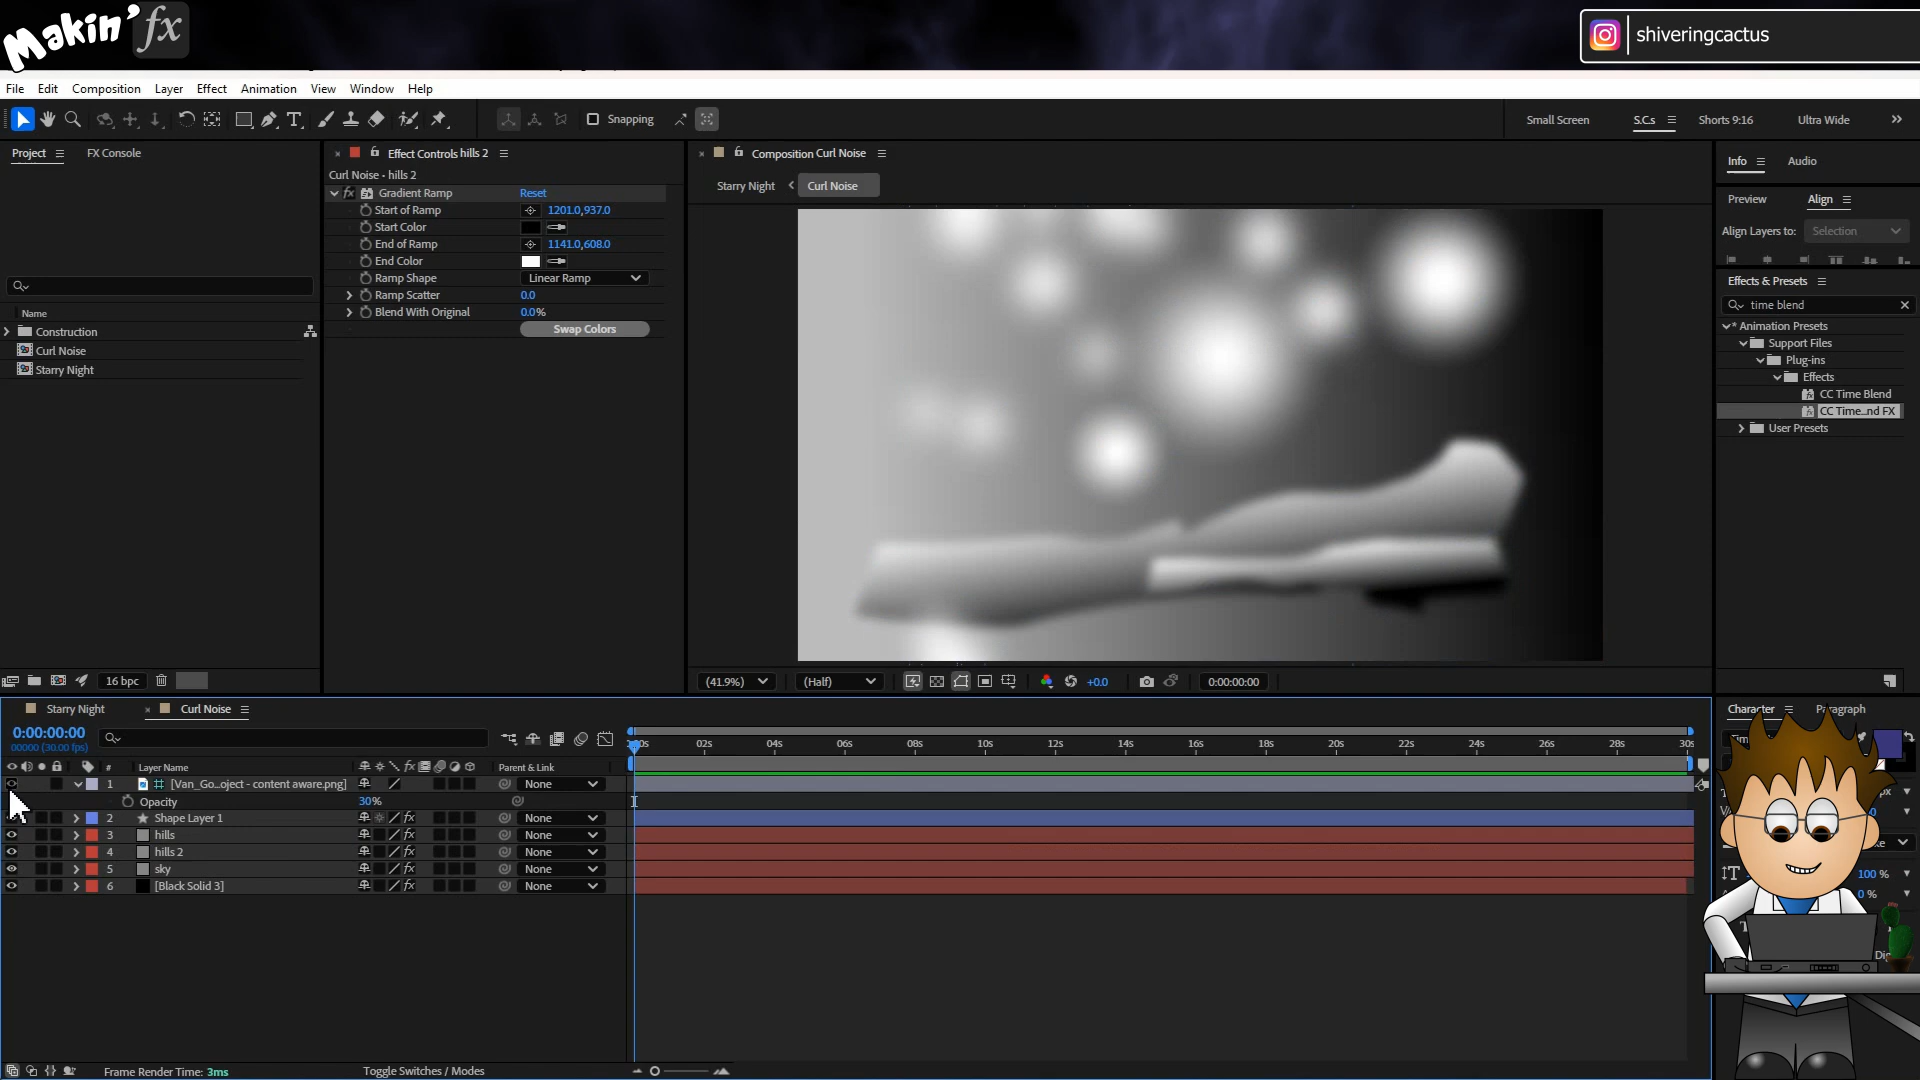 Makin' fx
shiveringcactus
File Edit Composition Layer Effect Animation View Window Help
Snapping
Small Screen S.C.s Shorts 9:16 Ultra Wide
Project FX Console
Effect Controls hills 2
Composition Curl Noise
Info Audio
Curl Noise - hills 2
Starry Night Curl Noise
Gradient Ramp Reset
Start of Ramp 1201.0,937.0
Start Color
End of Ramp 1141.0,608.0
End Color
Ramp Shape Linear Ramp
Ramp Scatter 0.0
Blend With Original 0.0%
Swap Colors
Preview Align
Align Layers to: Selection
Effects & Presets
time blend
* Animation Presets
Support Files
Plug-ins
Effects
CC Time Blend
CC Time...nd FX
User Presets
Name
Construction
Curl Noise
Starry Night
16 bpc
(41.9%) (Half) +0.0 0:00:00:00
Starry Night Curl Noise
0:00:00:00
00000 (30.00 fps)
:00s 02s 04s 06s 08s 10s 12s 14s 16s 18s 20s 22s 24s 26s 28s 30s
# Layer Name Parent & Link
1 [Van_Go...oject - content aware.png] None
Opacity 30%
2 Shape Layer 1 None
3 hills None
4 hills 2 None
5 sky None
6 [Black Solid 3] None
Character Paragraph
100 %
0 %
Frame Render Time: 3ms Toggle Switches / Modes